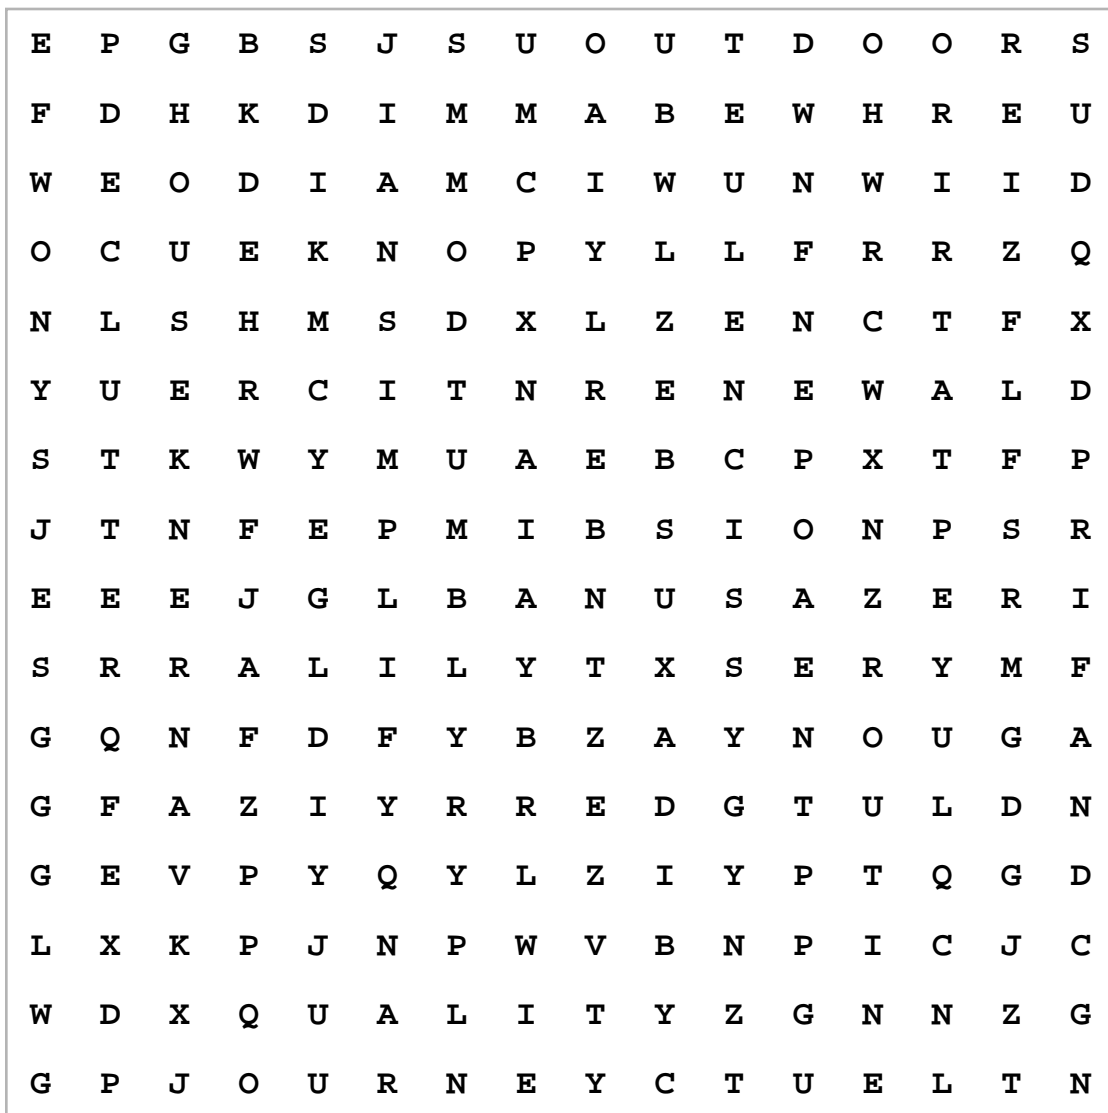 E P G B S J S U O U T D O O R S
F D H K D I M M A B E W H R E U
W E O D I A M C I W U N W I I D
O C U E K N O P Y L L F R R Z Q
N L S H M S D X L Z E N C T F X
Y U E R C I T N R E N E W A L D
S T K W Y M U A E B C P X T F P
J T N F E P M I B S I O N P S R
E E E J G L B A N U S A Z E R I
S R R A L I L Y T X S E R Y M F
G Q N F D F Y B Z A Y N O U G A
G F A Z I Y R R E D G T U L D N
G E V P Y Q Y L Z I Y P T Q G D
L X K P J N P W V B N P I C J C
W D X Q U A L I T Y Z G N N Z G
G P J O U R N E Y C T U E L T N